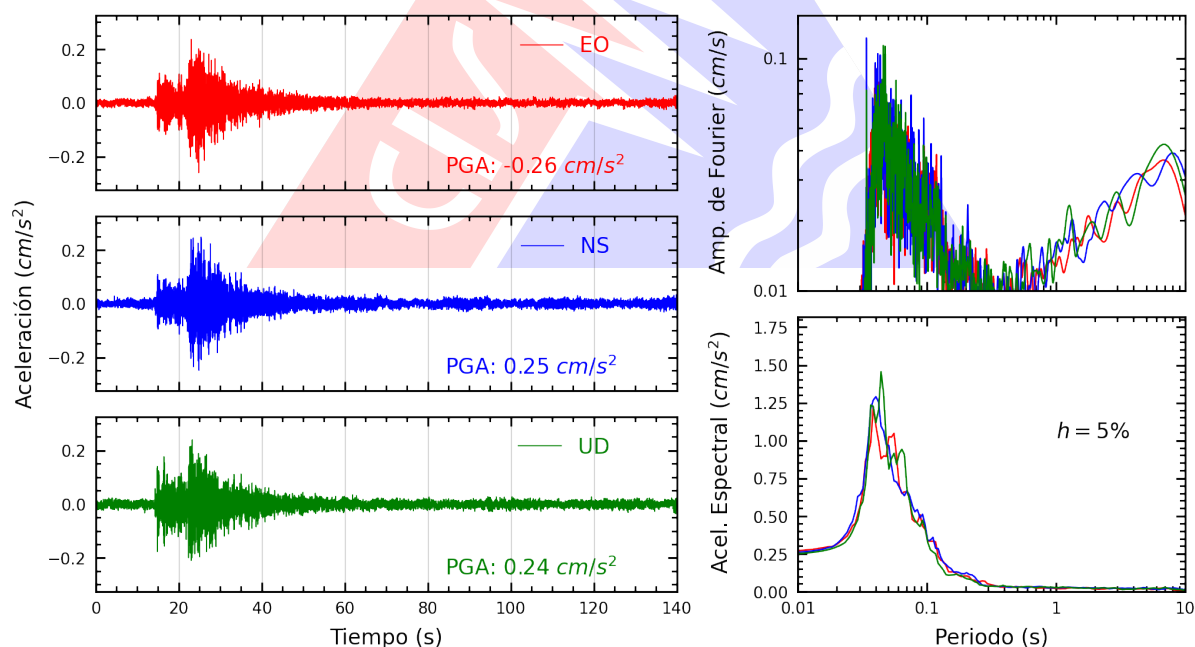 Aceleración (cm/s²)
0.2
0.0
−0.2
EO
PGA: -0.26 cm/s²
0.2
0.0
−0.2
NS
PGA: 0.25 cm/s²
0.2
0.0
−0.2
UD
PGA: 0.24 cm/s²
0 20 40 60 80 100 120 140
Tiempo (s)
Amp. de Fourier (cm/s)
0.1
0.01
Acel. Espectral (cm/s²)
1.75
1.50
1.25
1.00
0.75
0.50
0.25
0.00
h = 5%
0.01 0.1 1 10
Periodo (s)